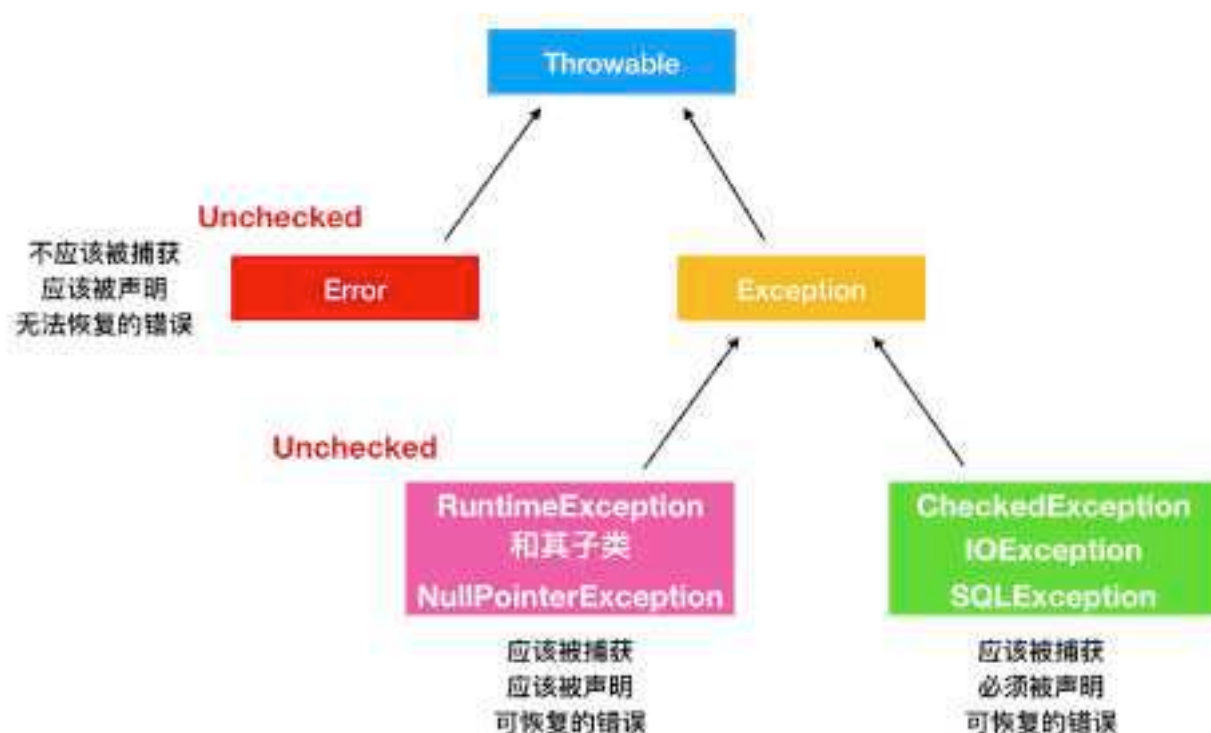 Throwable
Unchecked
不应该被捕获
应该被声明
无法恢复的错误
Error
Exception
Unchecked
RuntimeException
和其子类
NullPointerException
应该被捕获
应该被声明
可恢复的错误
CheckedException
IOException
SQLException
应该被捕获
必须被声明
可恢复的错误